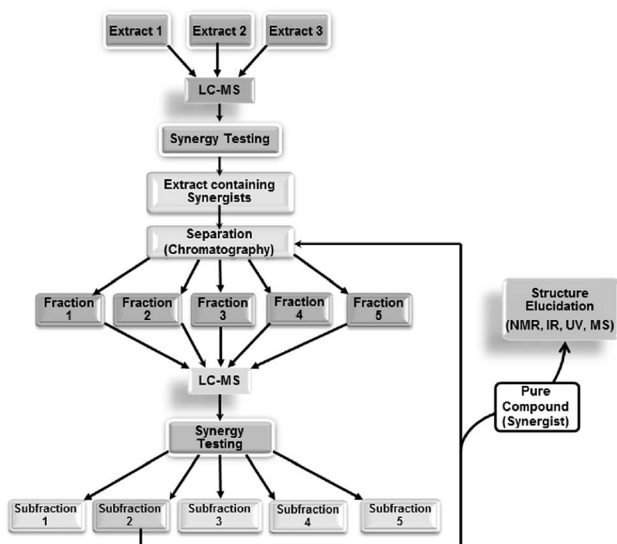 Extract 1
Extract 2
Extract 3
LC-MS
Synergy Testing
Extract containing
Synergists
Separation
(Chromatography)
Fraction
1
Fraction
2
Fraction
3
Fraction
4
Fraction
5
Structure
Elucidation
(NMR, IR, UV, MS)
LC-MS
Pure
Compound
(Synergist)
Synergy
Testing
Subfraction
1
Subfraction
2
Subfraction
3
Subfraction
4
Subfraction
5